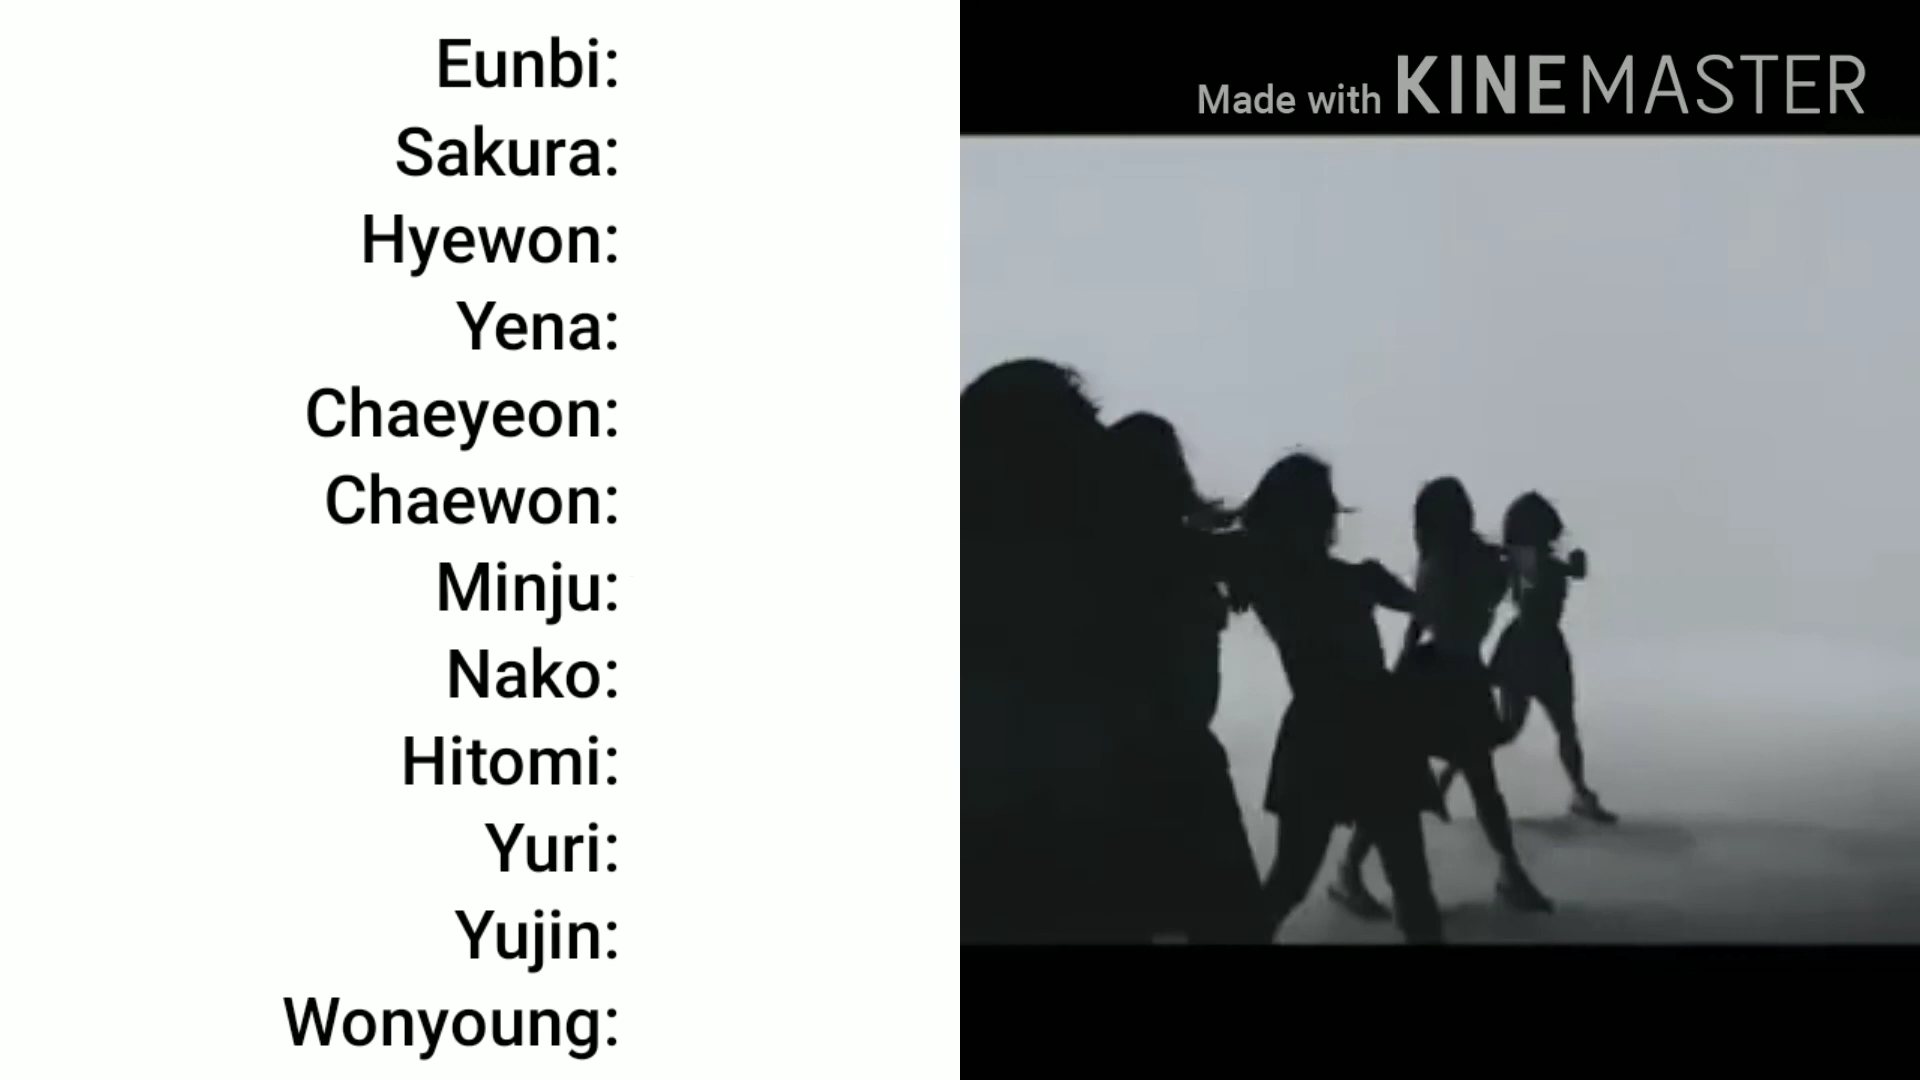 Eunbi:
Sakura:
Hyewon:
Yena:
Chaeyeon:
Chaewon:
Minju:
Nako:
Hitomi:
Yuri:
Yujin:
Wonyoung:
Made with KINEMASTER